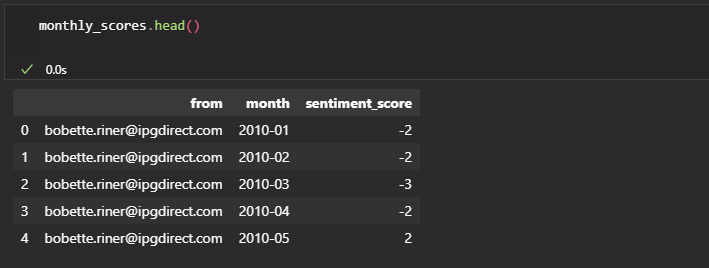 monthly_scores.head()
0.0s
from month sentiment_score
0 bobette.riner@ipgdirect.com 2010-01 -2
1 bobette.riner@ipgdirect.com 2010-02 -2
2 bobette.riner@ipgdirect.com 2010-03 -3
3 bobette.riner@ipgdirect.com 2010-04 -2
4 bobette.riner@ipgdirect.com 2010-05 2